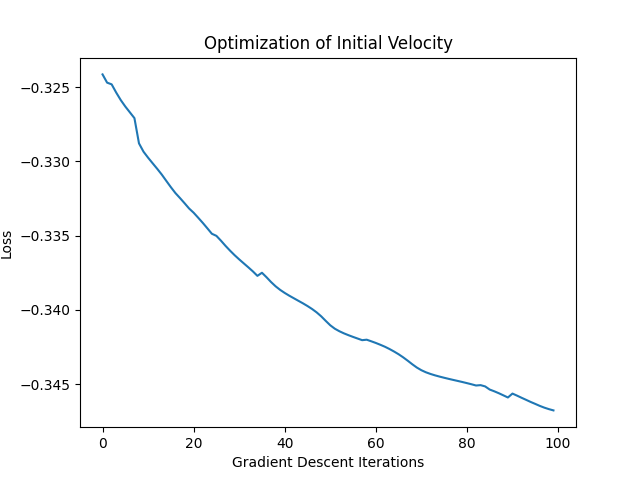 Optimization of Initial Velocity
−0.325
−0.330
−0.335
−0.340
−0.345
Loss
0 20 40 60 80 100
Gradient Descent Iterations